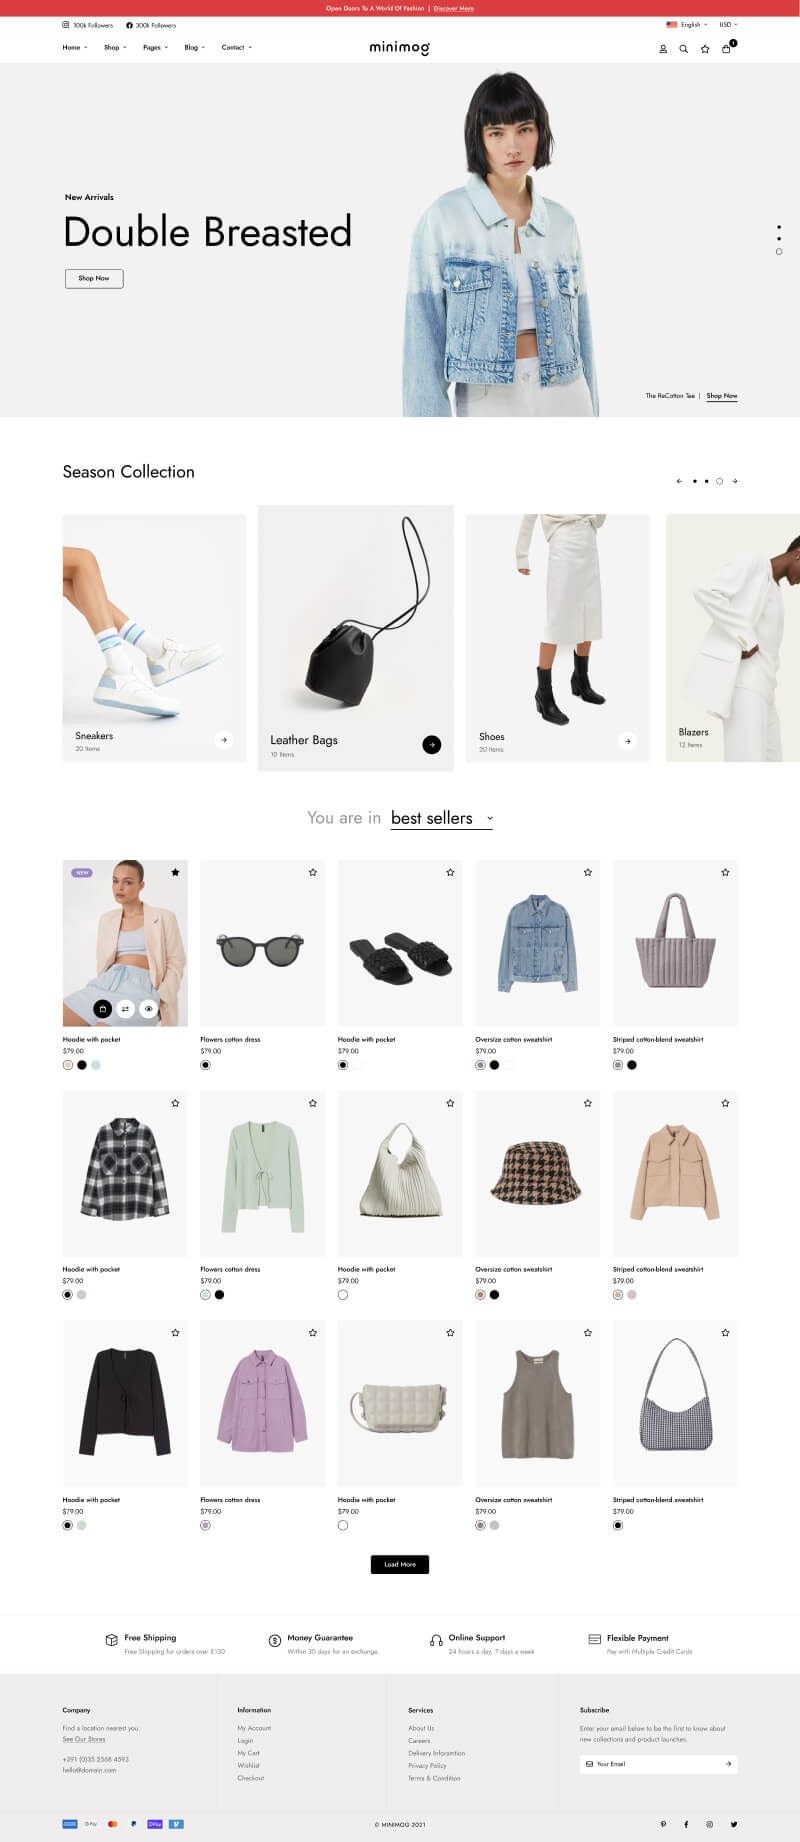 Open Doors To A World Of Fashion | Discover More
100k Followers 300k Followers English USD
Home Shop Pages Blog Contact minimog 1
New Arrivals
Double Breasted
Shop Now
The ReCotton Tee | Shop Now
Season Collection
Sneakers
20 Items
Leather Bags
10 Items
Shoes
20 Items
Blazers
12 Items
You are in best sellers
NEW
Hoodie with pocket Flowers cotton dress Hoodie with pocket Oversize cotton sweatshirt Striped cotton-blend sweatshirt
$79.00 $79.00 $79.00 $79.00 $79.00
Hoodie with pocket Flowers cotton dress Hoodie with pocket Oversize cotton sweatshirt Striped cotton-blend sweatshirt
$79.00 $79.00 $79.00 $79.00 $79.00
Hoodie with pocket Flowers cotton dress Hoodie with pocket Oversize cotton sweatshirt Striped cotton-blend sweatshirt
$79.00 $79.00 $79.00 $79.00 $79.00
Load More
Free Shipping
Free Shipping for orders over £130
Money Guarantee
Within 30 days for an exchange.
Online Support
24 hours a day, 7 days a week
Flexible Payment
Pay with Multiple Credit Cards
Company
Find a location nearest you.
See Our Stores
+391 (0)35 2568 4593
hello@domain.com
Information
My Account
Login
My Cart
Wishlist
Checkout
Services
About Us
Careers
Delivery Inforamtion
Privacy Policy
Terms & Condition
Subscribe
Enter your email below to be the first to know about
new collections and product launches.
Your Email
© MINIMOG 2021